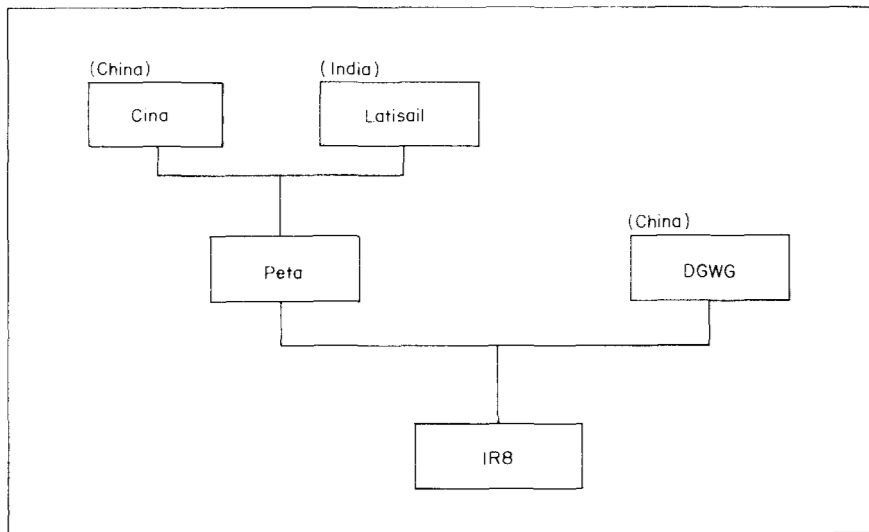 (China) (India)
Cina Latisail
(China)
Peta DGWG
IR8